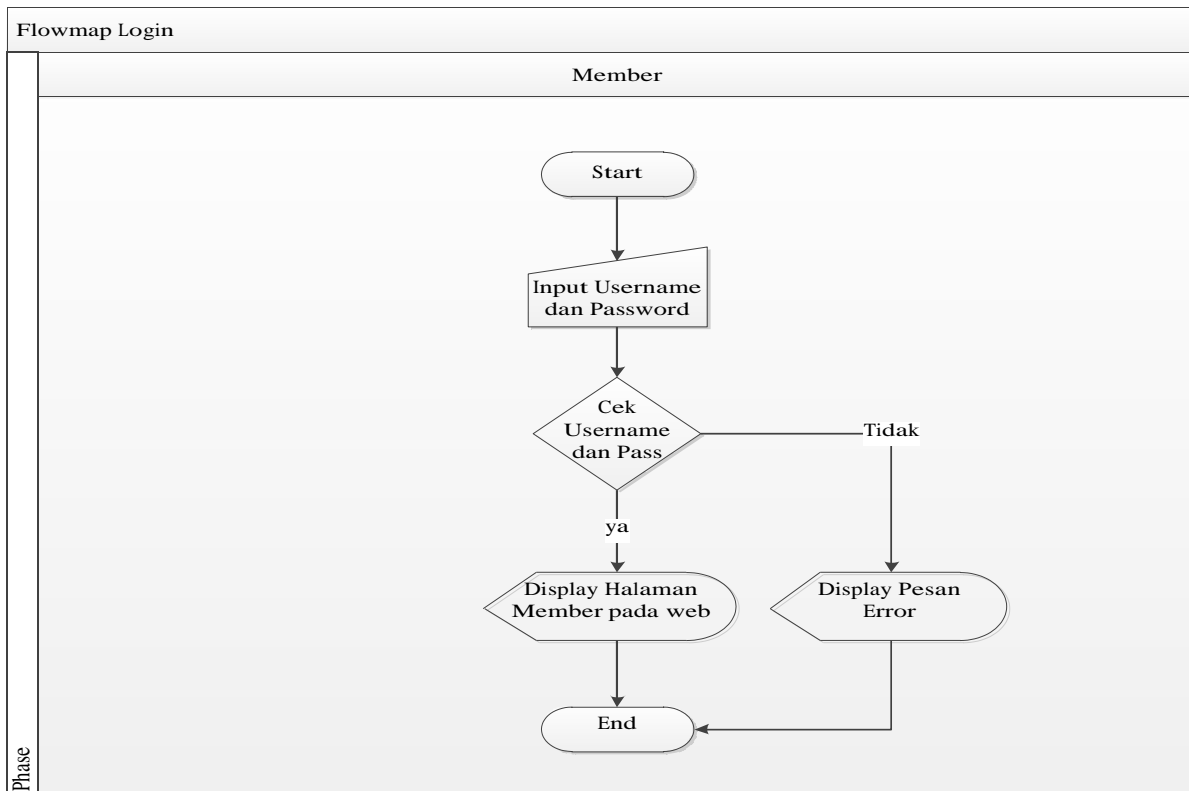 Flowmap Login
Member
Start
Input Username
dan Password
Cek
Username
dan Pass
Tidak
ya
Display Halaman
Member pada web
Display Pesan
Error
End
Phase